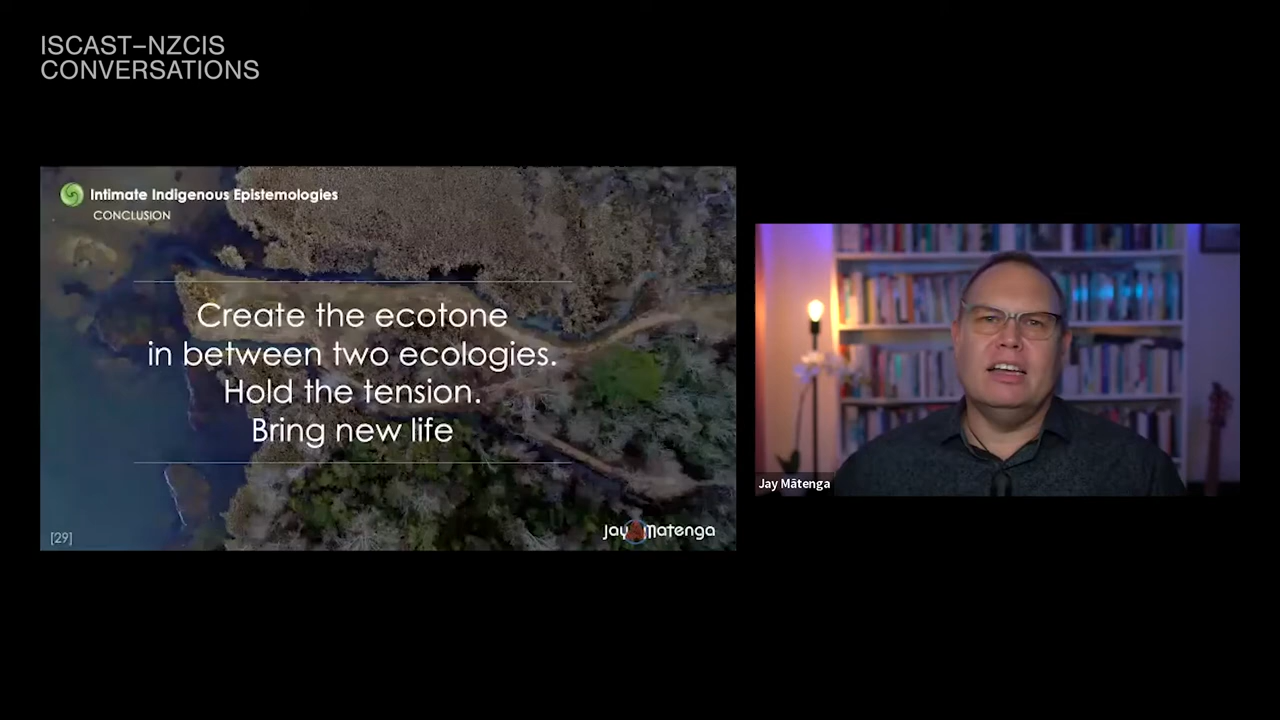 ISCAST–NZCIS
CONVERSATIONS
Intimate Indigenous Epistemologies
CONCLUSION
Create the ecotone
in between two ecologies.
Hold the tension.
Bring new life
[29]
Jay Matenga
Jay Mātenga